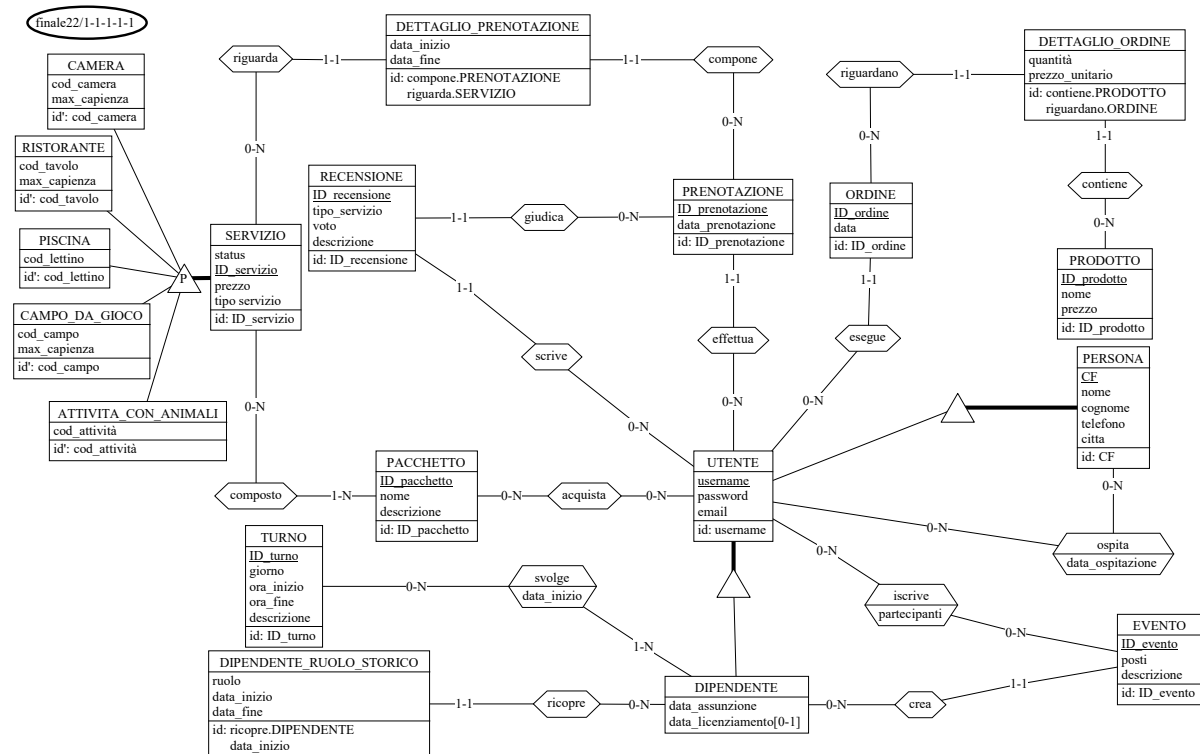 finale22/1-1-1-1-1
CAMERA
cod_camera
max_capienza
id': cod_camera
RISTORANTE
cod_tavolo
max_capienza
id': cod_tavolo
PISCINA
cod_lettino
id': cod_lettino
CAMPO_DA_GIOCO
cod_campo
max_capienza
id': cod_campo
ATTIVITA_CON_ANIMALI
cod_attività
id': cod_attività
P
SERVIZIO
status
ID_servizio
prezzo
tipo servizio
id: ID_servizio
0-N
riguarda
1-1
DETTAGLIO_PRENOTAZIONE
data_inizio
data_fine
id: compone.PRENOTAZIONE
riguarda.SERVIZIO
1-1
compone
0-N
RECENSIONE
ID_recensione
tipo_servizio
voto
descrizione
id: ID_recensione
1-1
giudica
0-N
PRENOTAZIONE
ID_prenotazione
data_prenotazione
id: ID_prenotazione
1-1
effettua
0-N
1-1
scrive
0-N
riguardano
1-1
0-N
DETTAGLIO_ORDINE
quantità
prezzo_unitario
id: contiene.PRODOTTO
riguardano.ORDINE
1-1
contiene
0-N
ORDINE
ID_ordine
data
id: ID_ordine
1-1
esegue
0-N
PRODOTTO
ID_prodotto
nome
prezzo
id: ID_prodotto
PERSONA
CF
nome
cognome
telefono
citta
id: CF
0-N
ospita
data_ospitazione
0-N
0-N
composto
1-N
PACCHETTO
ID_pacchetto
nome
descrizione
id: ID_pacchetto
0-N
acquista
0-N
UTENTE
username
password
email
id: username
0-N
iscrive
partecipanti
0-N
TURNO
ID_turno
giorno
ora_inizio
ora_fine
descrizione
id: ID_turno
0-N
svolge
data_inizio
1-N
EVENTO
ID_evento
posti
descrizione
id: ID_evento
1-1
crea
0-N
DIPENDENTE
data_assunzione
data_licenziamento[0-1]
0-N
ricopre
1-1
DIPENDENTE_RUOLO_STORICO
ruolo
data_inizio
data_fine
id: ricopre.DIPENDENTE
data_inizio